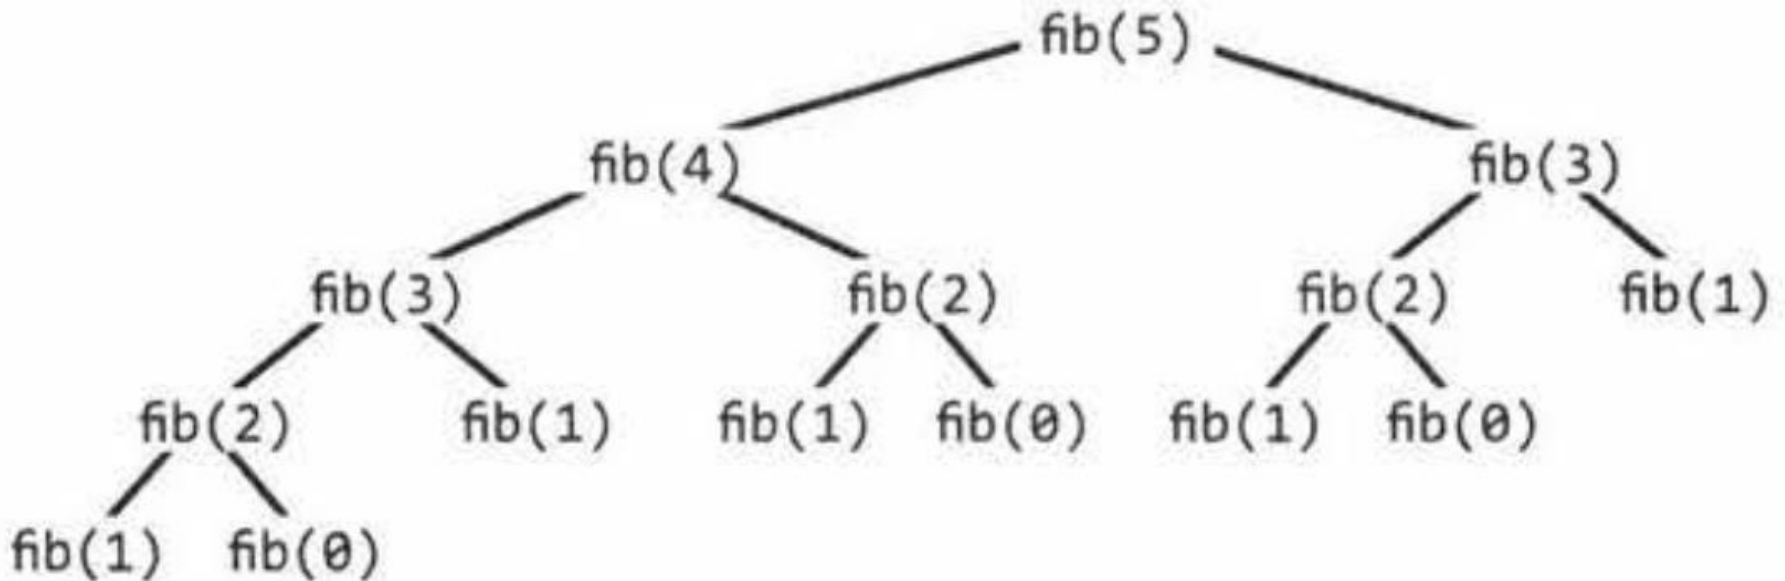 fib(5)
fib(4) fib(3)
fib(3) fib(2) fib(2) fib(1)
fib(2) fib(1) fib(1) fib(0) fib(1) fib(0)
fib(1) fib(0)